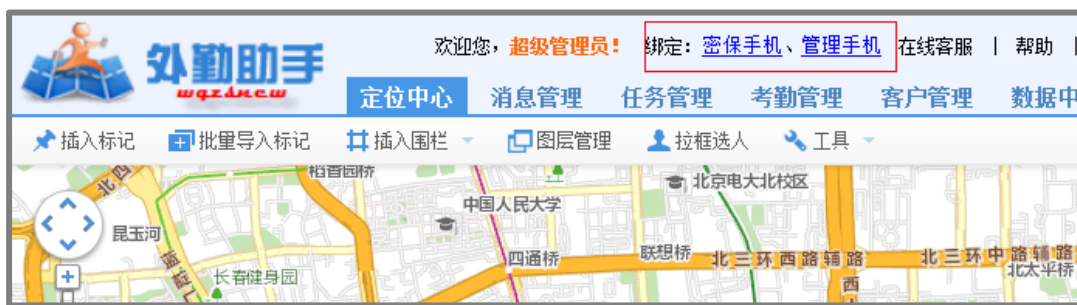 外勤助手
wqzs.new
欢迎您，超级管理员！ 绑定：密保手机、管理手机 在线客服 | 帮助 |
定位中心 消息管理 任务管理 考勤管理 客户管理 数据中
插入标记 批量导入标记 插入围栏 图层管理 拉框选人 工具
稻香园桥
北四
北京电大北校区
中国人民大学
昆玉河
四通桥
联想桥
北三环西路辅路
北三环中路辅路
北太平桥
长春健身园
西